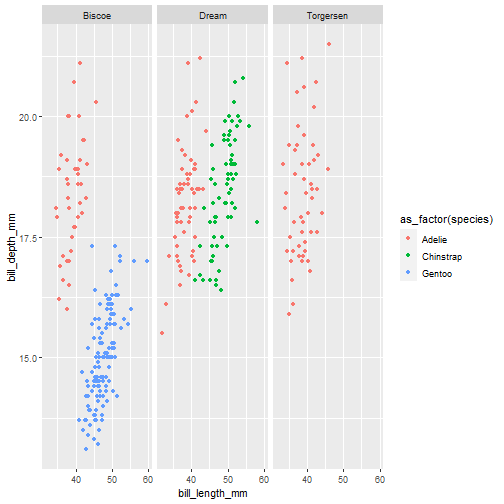 Biscoe Dream Torgersen
20.0
17.5
15.0
bill_depth_mm
40 50 60 40 50 60 40 50 60
bill_length_mm
as_factor(species)
Adelie
Chinstrap
Gentoo